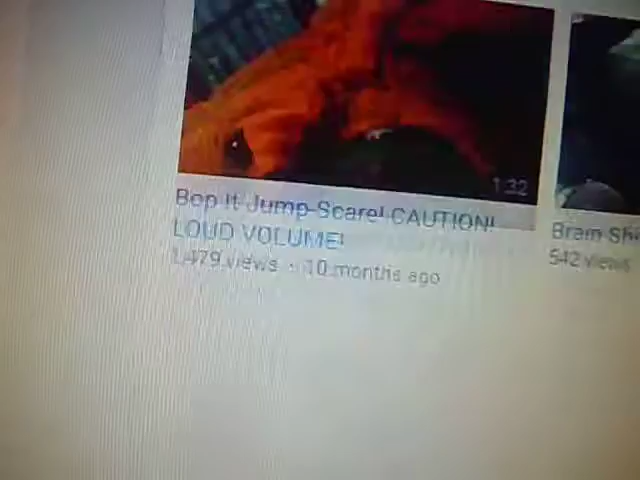 1:32
Bop It Jump-Scare! CAUTION!
LOUD VOLUME!
1,479 views · 10 months ago
542 views